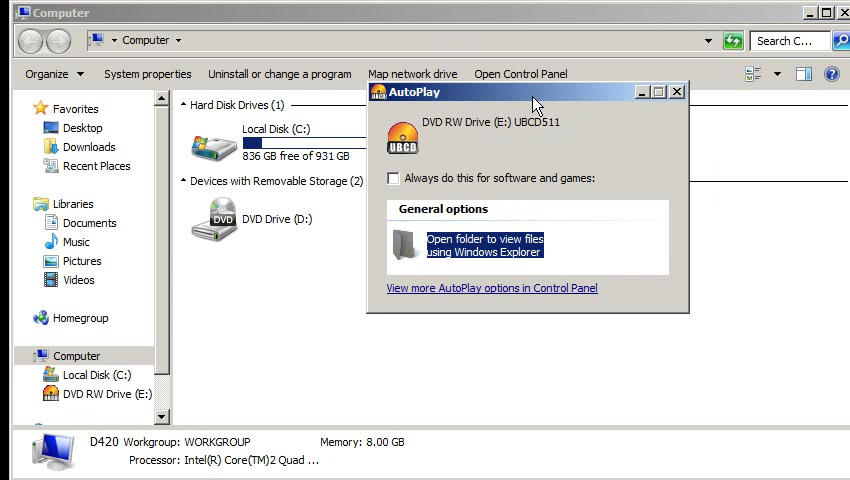 Computer
Computer
Search C...
Organize
System properties
Uninstall or change a program
Map network drive
Open Control Panel
Favorites
Desktop
Downloads
Recent Places
Libraries
Documents
Music
Pictures
Videos
Homegroup
Computer
Local Disk (C:)
DVD RW Drive (E:)
Hard Disk Drives (1)
Local Disk (C:)
836 GB free of 931 GB
Devices with Removable Storage (2)
DVD
DVD Drive (D:)
AutoPlay
UBCD
DVD RW Drive (E:) UBCD511
Always do this for software and games:
General options
Open folder to view files
using Windows Explorer
View more AutoPlay options in Control Panel
D420 Workgroup: WORKGROUP Memory: 8.00 GB
Processor: Intel(R) Core(TM)2 Quad ...